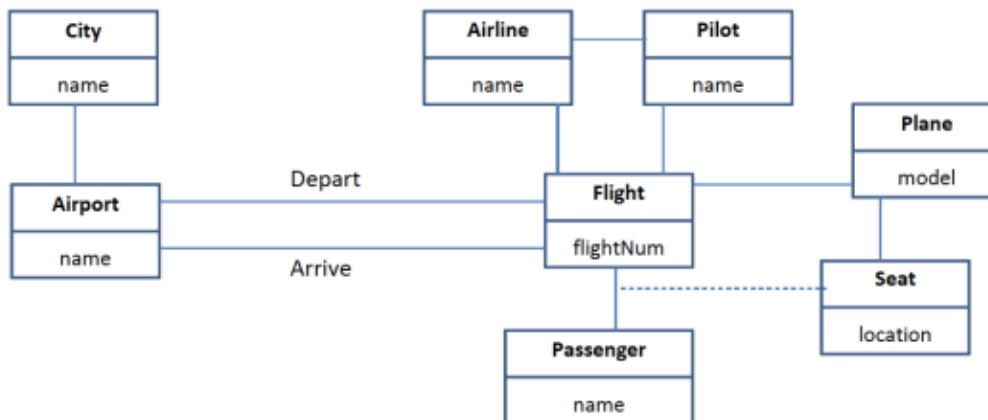 City
name
Airline
name
Pilot
name
Plane
model
Depart
Airport
name
Flight
flightNum
Arrive
Seat
location
Passenger
name